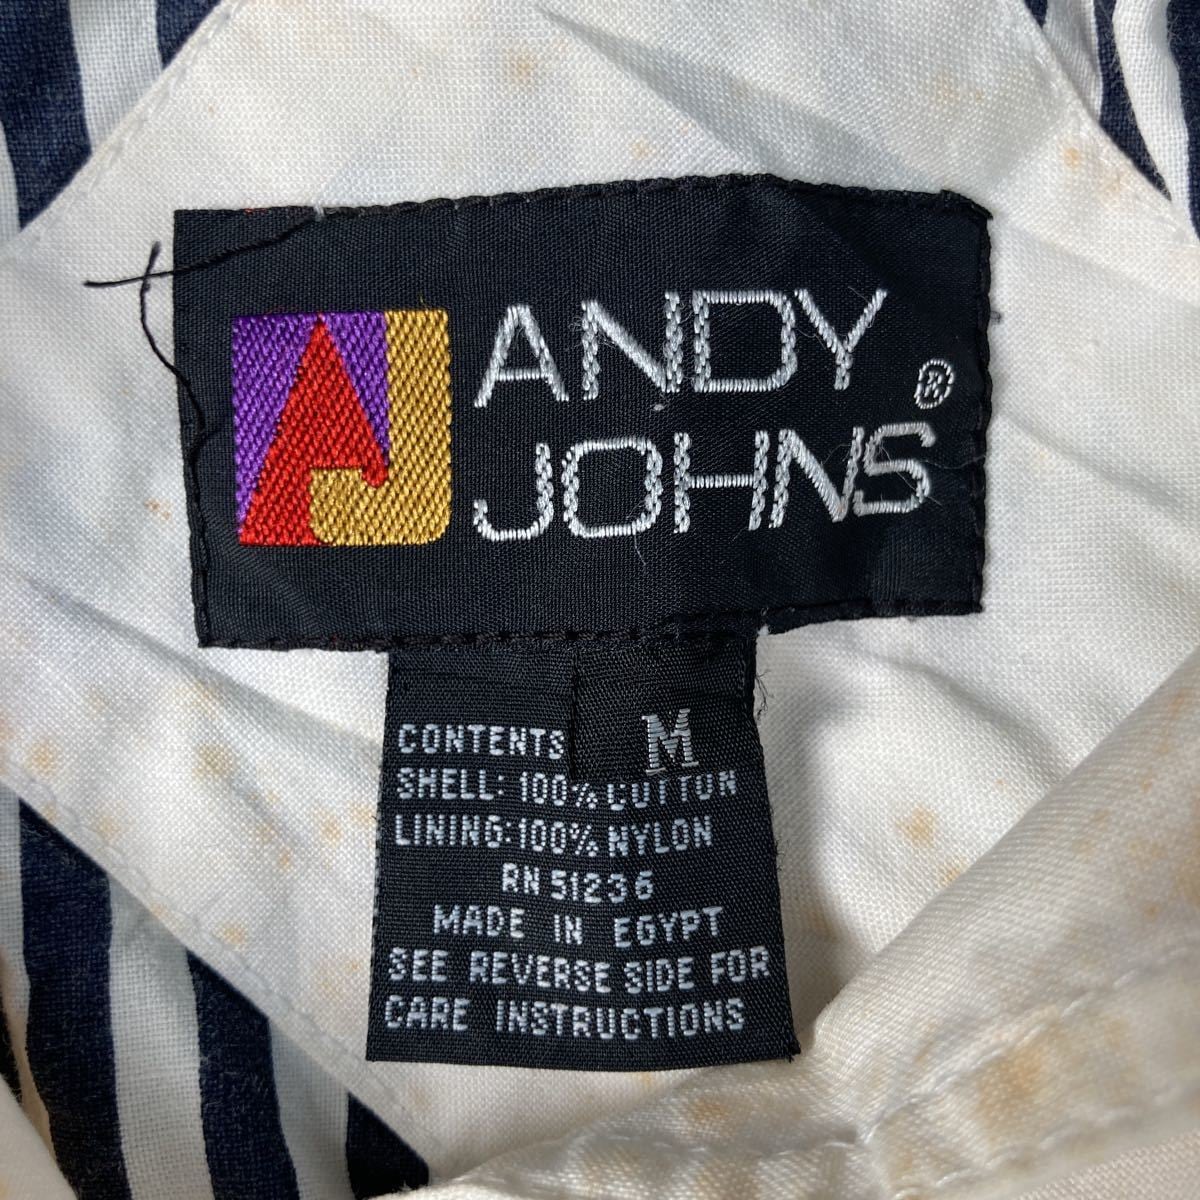 AJ ANDY
JOHNS ®
M
CONTENTS
SHELL: 100% COTTON
LINING: 100% NYLON
RN 51236
MADE IN EGYPT
SEE REVERSE SIDE FOR
CARE INSTRUCTIONS